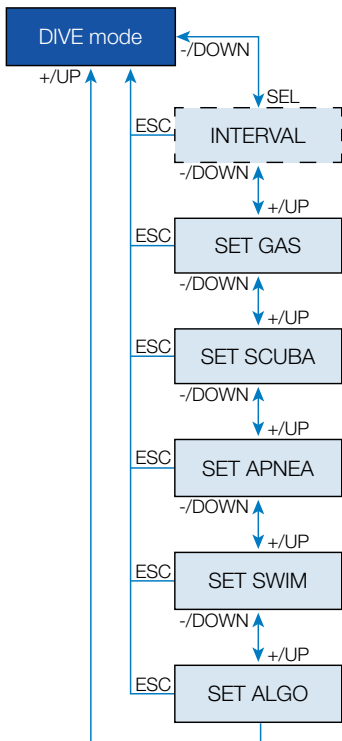 DIVE mode
-/DOWN
+/UP
SEL
ESC
INTERVAL
-/DOWN
+/UP
ESC
SET GAS
-/DOWN
+/UP
ESC
SET SCUBA
-/DOWN
+/UP
ESC
SET APNEA
-/DOWN
+/UP
ESC
SET SWIM
-/DOWN
+/UP
ESC
SET ALGO